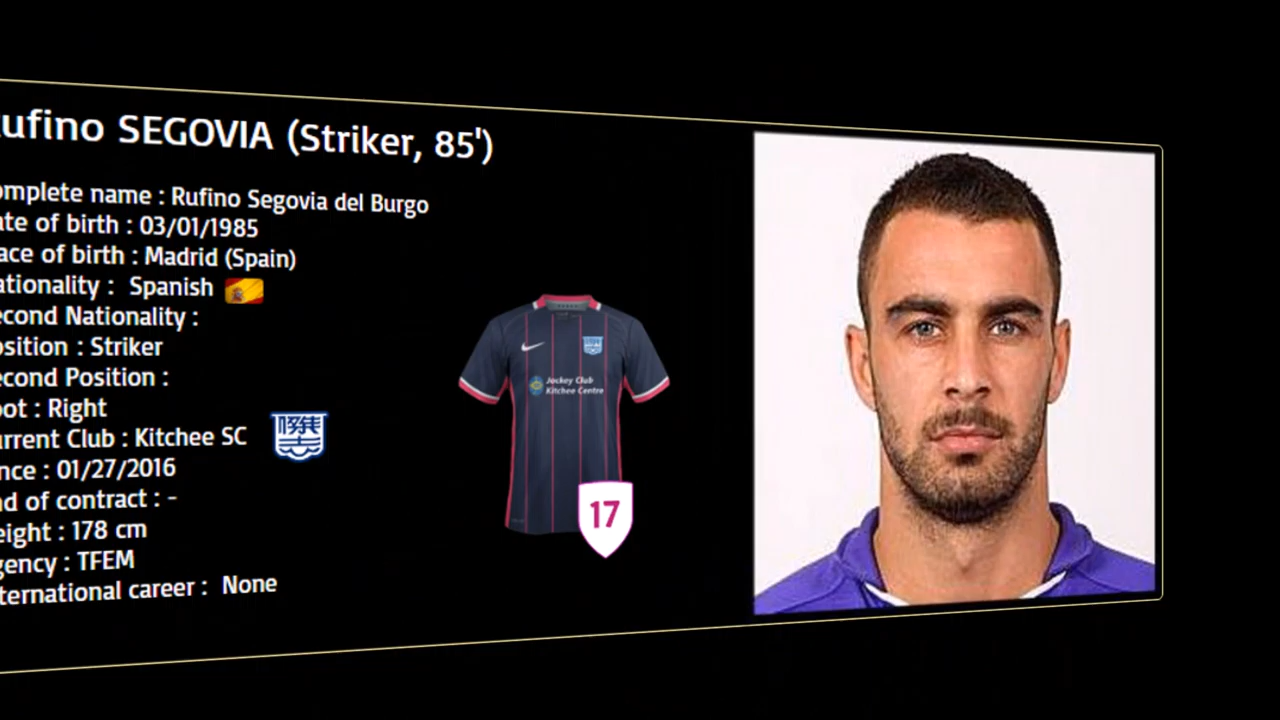 ufino SEGOVIA (Striker, 85')
omplete name : Rufino Segovia del Burgo
ate of birth : 03/01/1985
ace of birth : Madrid (Spain)
ationality : Spanish
econd Nationality :
osition : Striker
econd Position :
oot : Right
urrent Club : Kitchee SC
傑志
nce : 01/27/2016
nd of contract : -
eight : 178 cm
gency : TFEM
ternational career : None
Jockey Club
Kitchee Centre
17